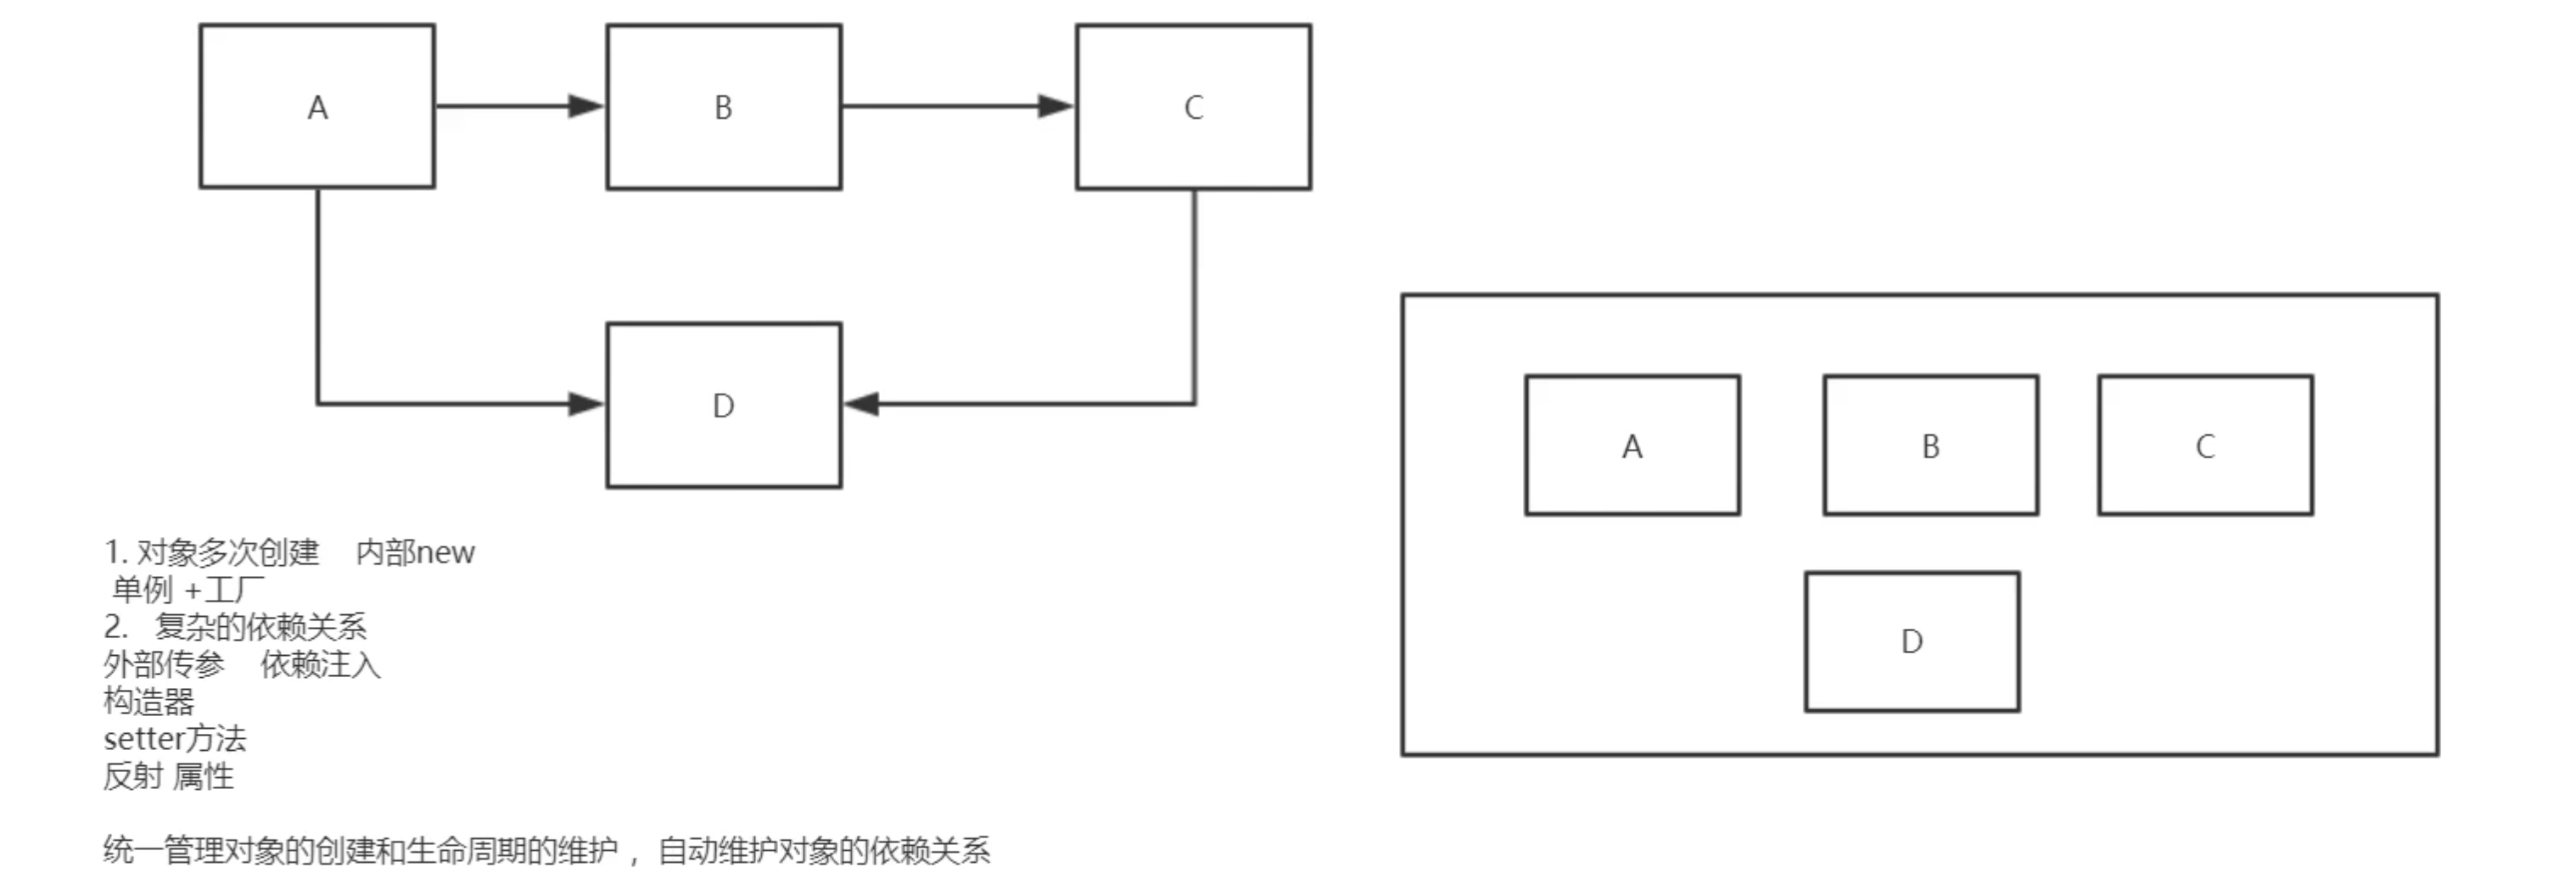 A
B
C
D
A
B
C
D
1. 对象多次创建 内部new
单例 +工厂
2. 复杂的依赖关系
外部传参 依赖注入
构造器
setter方法
反射 属性
统一管理对象的创建和生命周期的维护，自动维护对象的依赖关系